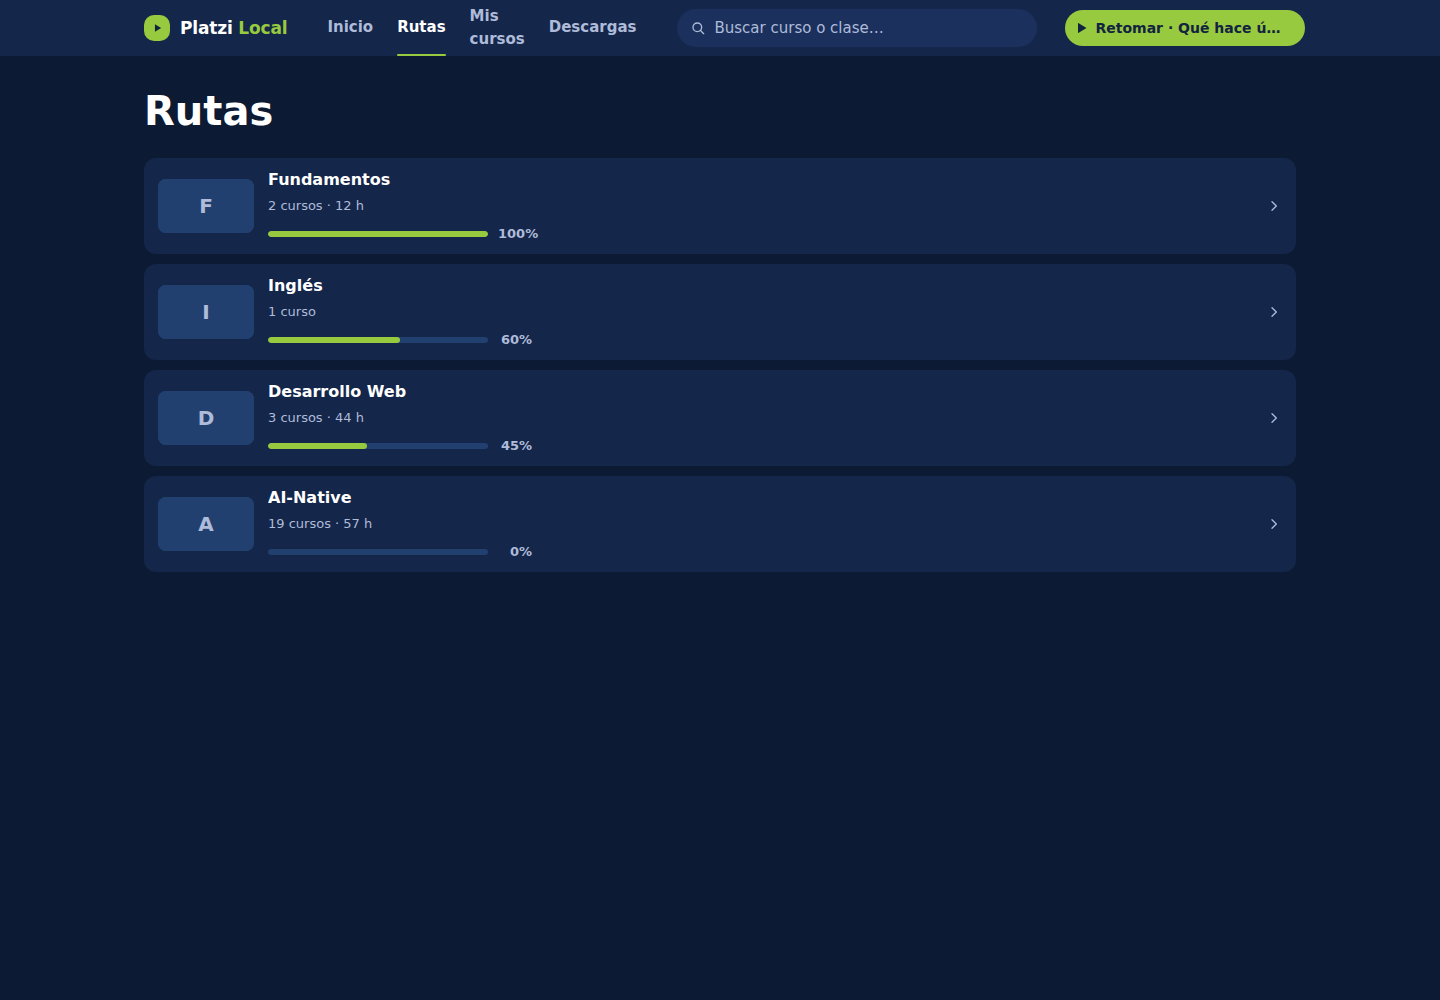 Platzi Local
Inicio
Rutas
Mis
cursos
Descargas
Buscar curso o clase...
Retomar · Qué hace ú...
Rutas
F
Fundamentos
2 cursos · 12 h
100%
I
Inglés
1 curso
60%
D
Desarrollo Web
3 cursos · 44 h
45%
A
AI-Native
19 cursos · 57 h
0%